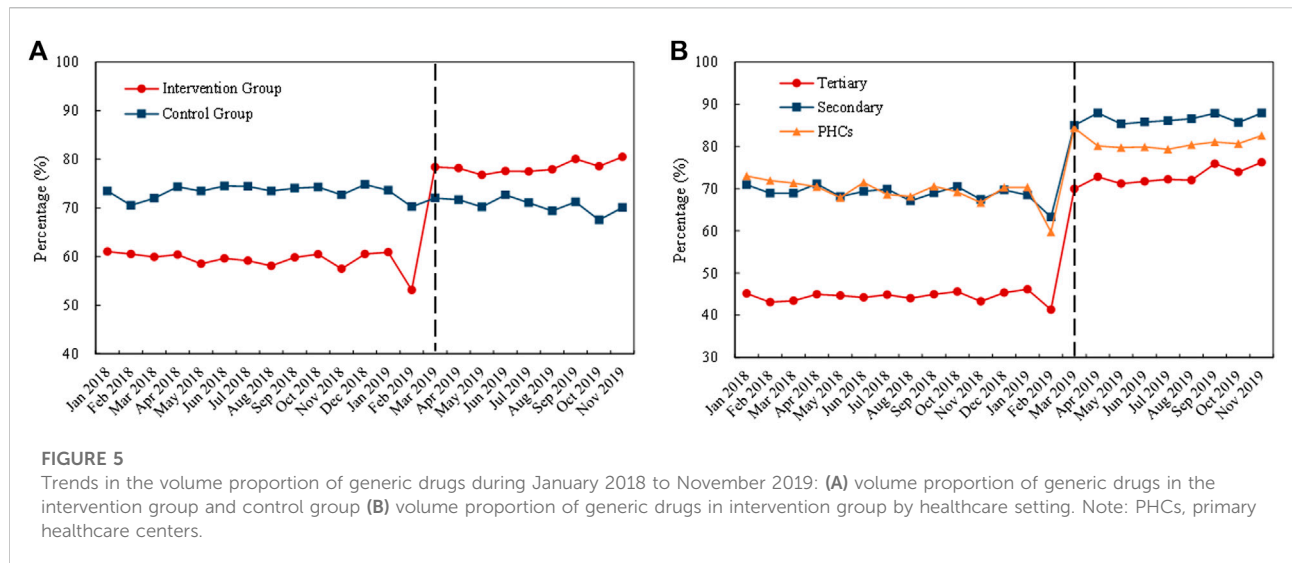 A
100
90
80
70
60
50
40
Percentage (%)
Intervention Group
Control Group
Jan 2018
Feb 2018
Mar 2018
Apr 2018
May 2018
Jun 2018
Jul 2018
Aug 2018
Sep 2018
Oct 2018
Nov 2018
Dec 2018
Jan 2019
Feb 2019
Mar 2019
Apr 2019
May 2019
Jun 2019
Jul 2019
Aug 2019
Sep 2019
Oct 2019
Nov 2019
B
100
90
80
70
60
50
40
30
Percentage (%)
Tertiary
Secondary
PHCs
Jan 2018
Feb 2018
Mar 2018
Apr 2018
May 2018
Jun 2018
Jul 2018
Aug 2018
Sep 2018
Oct 2018
Nov 2018
Dec 2018
Jan 2019
Feb 2019
Mar 2019
Apr 2019
May 2019
Jun 2019
Jul 2019
Aug 2019
Sep 2019
Oct 2019
Nov 2019
FIGURE 5
Trends in the volume proportion of generic drugs during January 2018 to November 2019: (A) volume proportion of generic drugs in the
intervention group and control group (B) volume proportion of generic drugs in intervention group by healthcare setting. Note: PHCs, primary
healthcare centers.